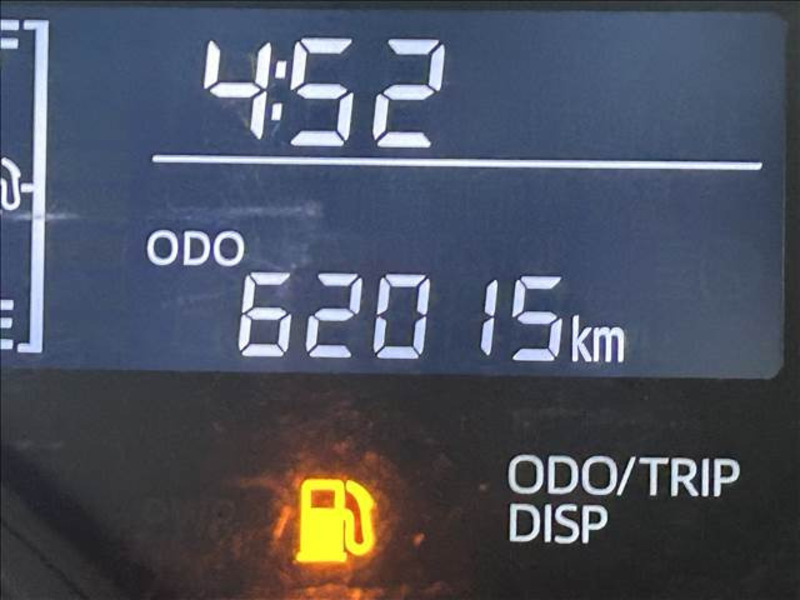 F
4:52
ODO
62015km
E
ODO/TRIP
DISP